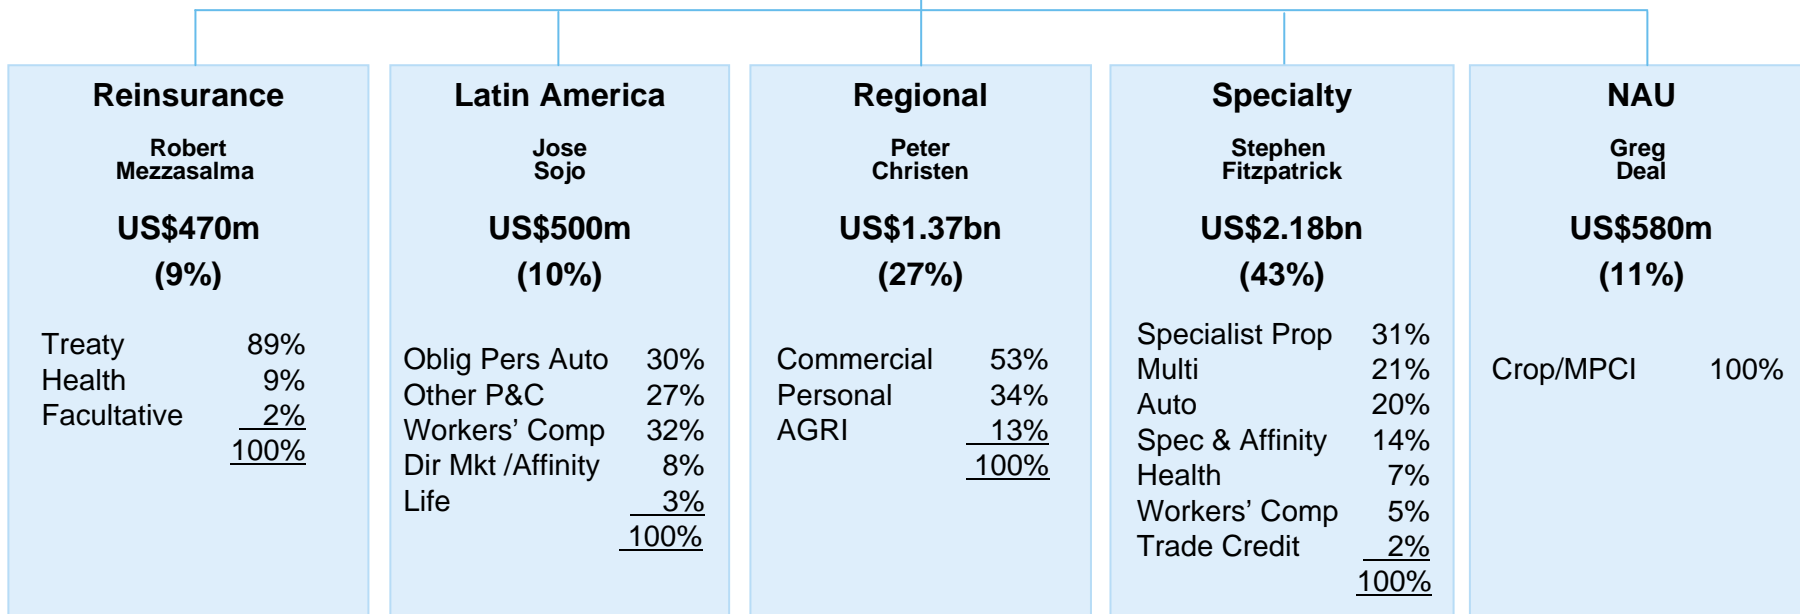 Reinsurance
Robert
Mezzasalma
US$470m
(9%)
Treaty 89%
Health 9%
Facultative 2%
100%
Latin America
Jose
Sojo
US$500m
(10%)
Oblig Pers Auto 30%
Other P&C 27%
Workers’ Comp 32%
Dir Mkt /Affinity 8%
Life 3%
100%
Regional
Peter
Christen
US$1.37bn
(27%)
Commercial 53%
Personal 34%
AGRI 13%
100%
Specialty
Stephen
Fitzpatrick
US$2.18bn
(43%)
Specialist Prop 31%
Multi 21%
Auto 20%
Spec & Affinity 14%
Health 7%
Workers’ Comp 5%
Trade Credit 2%
100%
NAU
Greg
Deal
US$580m
(11%)
Crop/MPCI 100%